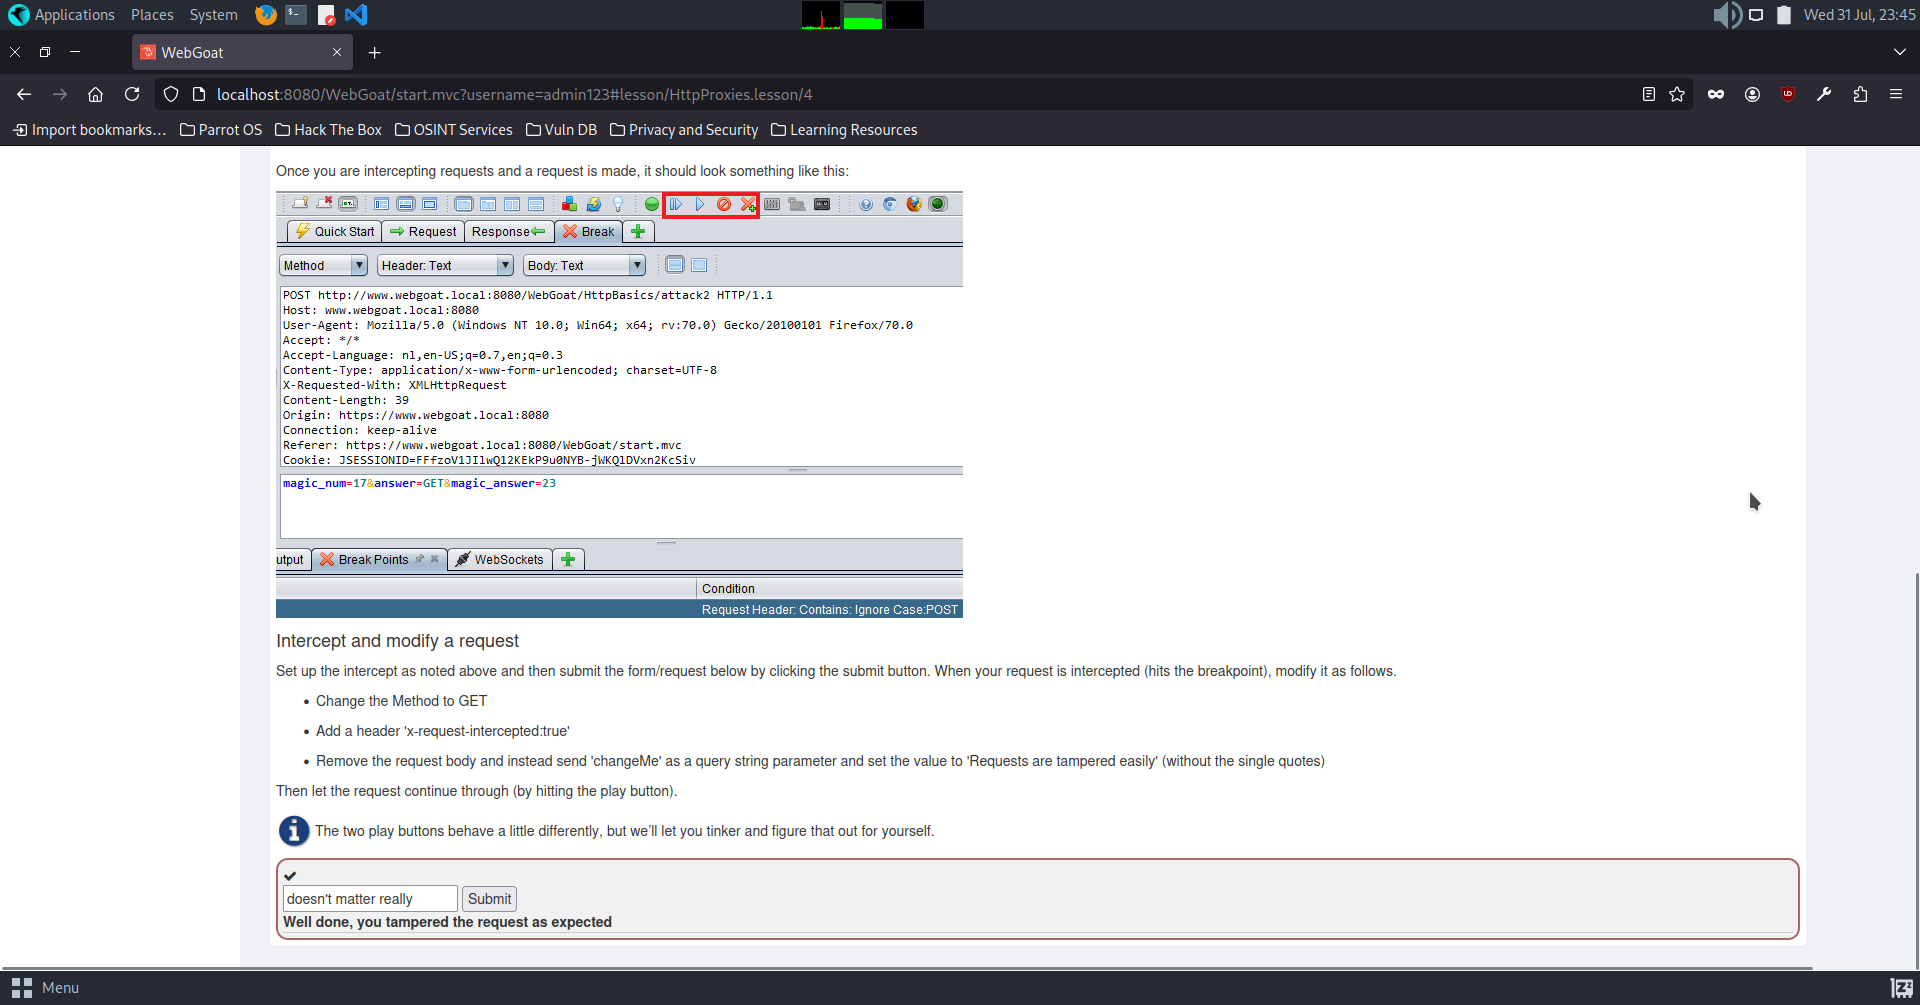 Applications Places System
Wed 31 Jul, 23:45
WebGoat
localhost:8080/WebGoat/start.mvc?username=admin123#lesson/HttpProxies.lesson/4
Import bookmarks... Parrot OS Hack The Box OSINT Services Vuln DB Privacy and Security Learning Resources
Once you are intercepting requests and a request is made, it should look something like this:
Quick Start Request Response Break
Method Header: Text Body: Text
POST http://www.webgoat.local:8080/WebGoat/HttpBasics/attack2 HTTP/1.1
Host: www.webgoat.local:8080
User-Agent: Mozilla/5.0 (Windows NT 10.0; Win64; x64; rv:70.0) Gecko/20100101 Firefox/70.0
Accept: */*
Accept-Language: nl,en-US;q=0.7,en;q=0.3
Content-Type: application/x-www-form-urlencoded; charset=UTF-8
X-Requested-With: XMLHttpRequest
Content-Length: 39
Origin: https://www.webgoat.local:8080
Connection: keep-alive
Referer: https://www.webgoat.local:8080/WebGoat/start.mvc
Cookie: JSESSIONID=FFfzoV1JIlwQ12KEkP9u0NYB-jWKQlDVxn2KcSiv
magic_num=17&answer=GET&magic_answer=23
utput Break Points WebSockets
Condition
Request Header: Contains: Ignore Case:POST
Intercept and modify a request
Set up the intercept as noted above and then submit the form/request below by clicking the submit button. When your request is intercepted (hits the breakpoint), modify it as follows.
• Change the Method to GET
• Add a header 'x-request-intercepted:true'
• Remove the request body and instead send 'changeMe' as a query string parameter and set the value to 'Requests are tampered easily' (without the single quotes)
Then let the request continue through (by hitting the play button).
The two play buttons behave a little differently, but we'll let you tinker and figure that out for yourself.
doesn't matter really Submit
Well done, you tampered the request as expected
Menu